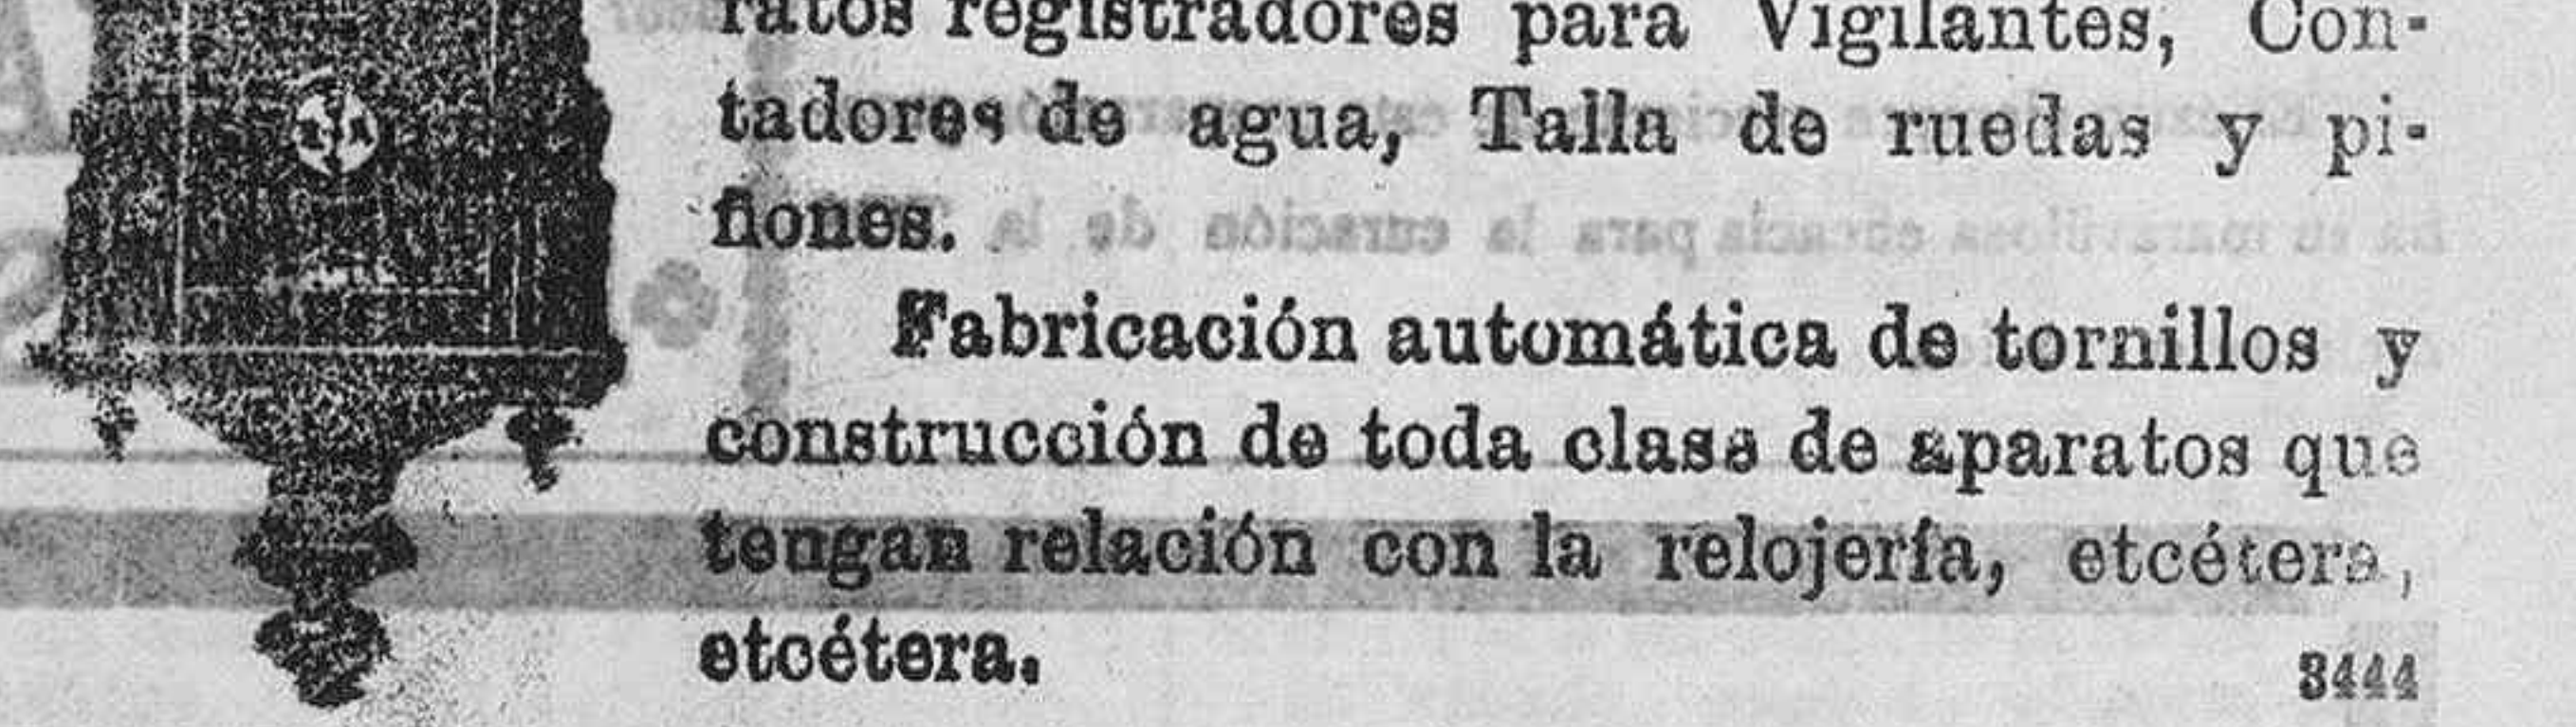 ratos registradores para Vigilantes, Con-
tadores de agua, Talla de ruedas y pi-
ñones.
Fabricación automática de tornillos y
construcción de toda clase de aparatos que
tengan relación con la relojería, etcétera,
etcétera.
3444